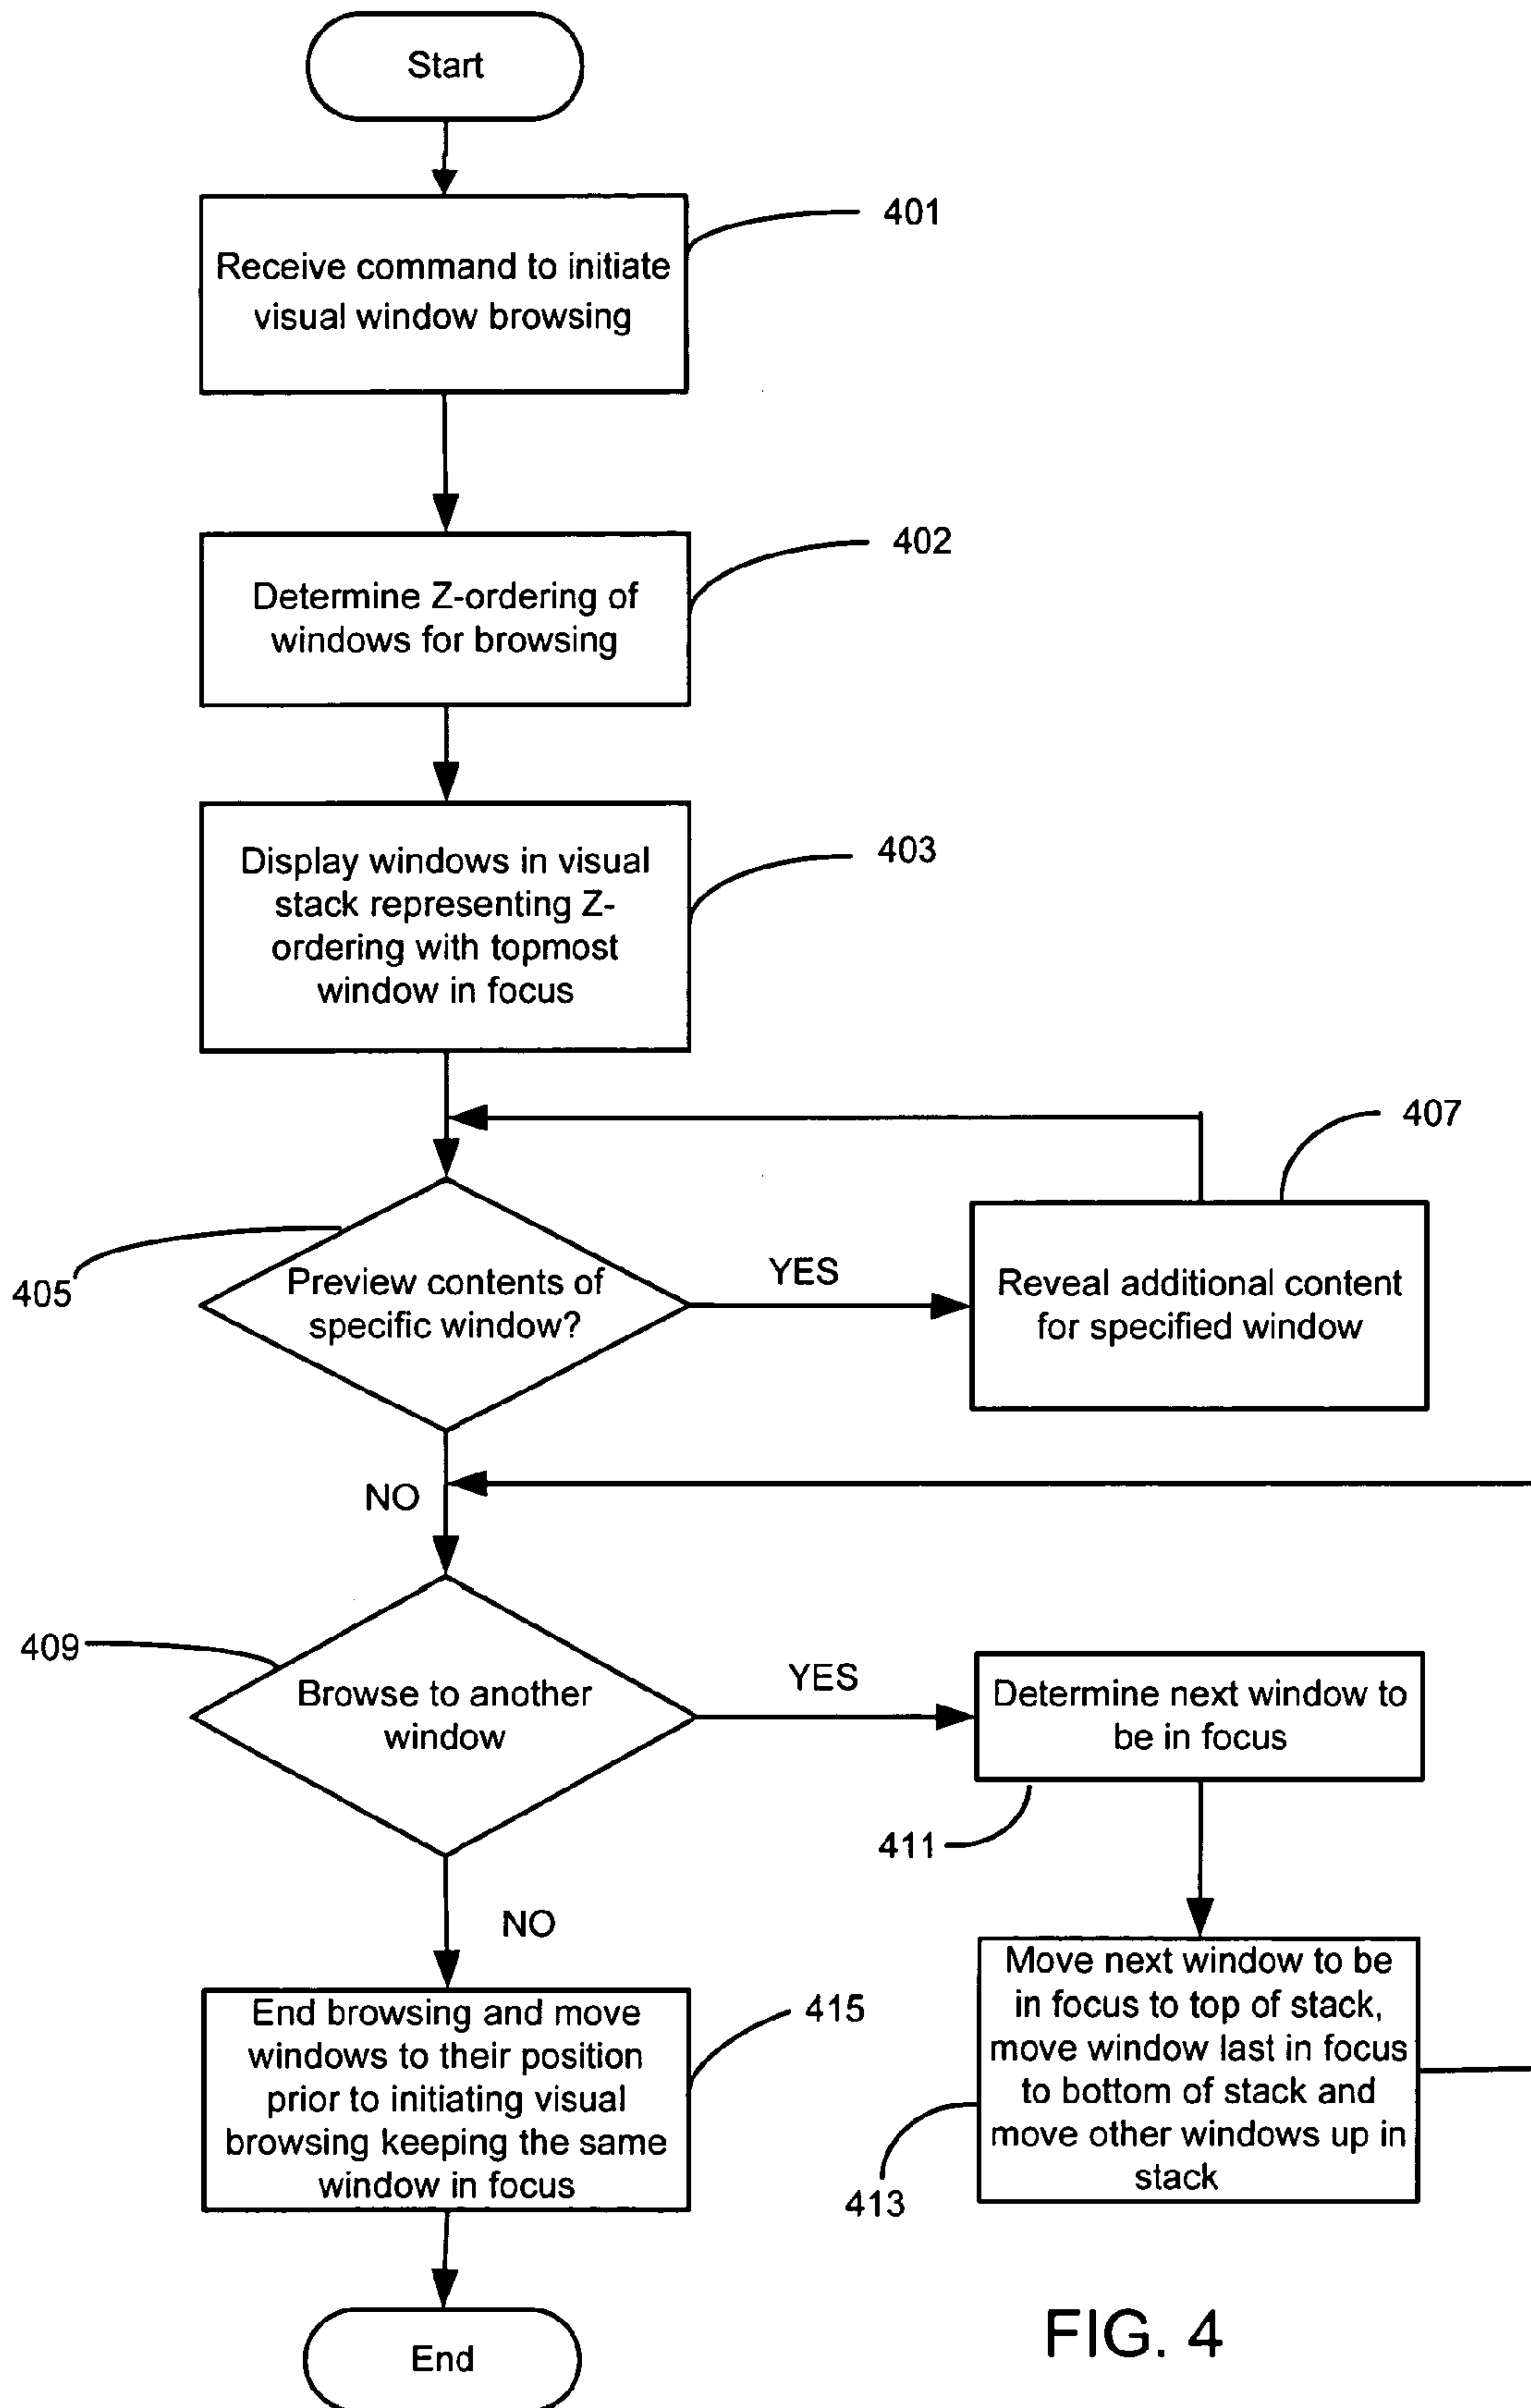 Start
401
Receive command to initiate
visual window browsing
402
Determine Z-ordering of
windows for browsing
403
Display windows in visual
stack representing Z-
ordering with topmost
window in focus
407
405
Preview contents of
specific window?
YES
Reveal additional content
for specified window
NO
409
Browse to another
window
YES
Determine next window to
be in focus
411
NO
Move next window to be
in focus to top of stack,
move window last in focus
to bottom of stack and
move other windows up in
stack
413
End browsing and move
windows to their position
prior to initiating visual
browsing keeping the same
window in focus
415
End
FIG. 4